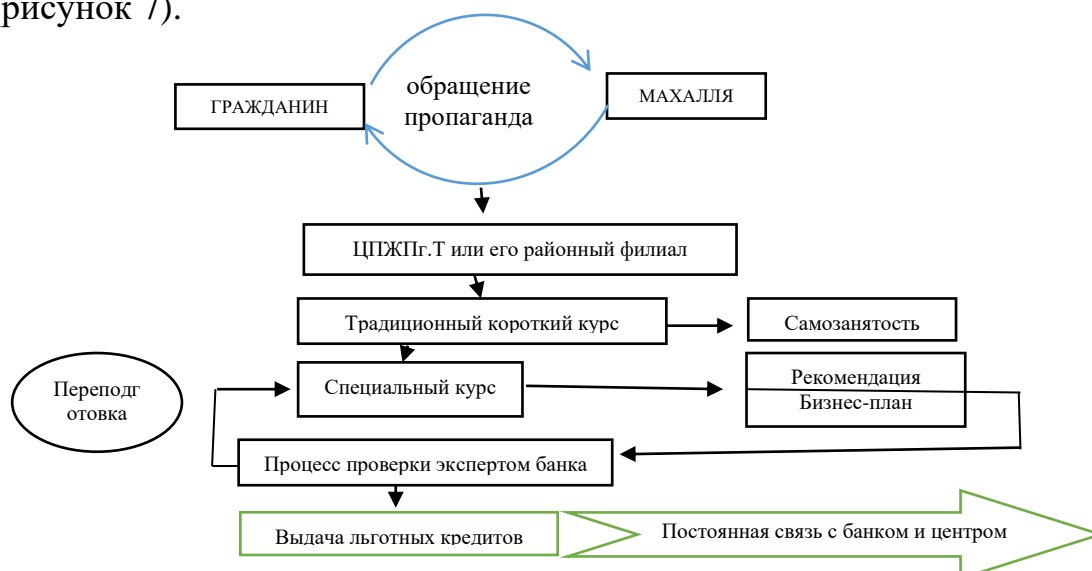 рисунок 7).
обращение
пропаганда
ГРАЖДАНИН
МАХАЛЛЯ
ЦПЖПг.Т или его районный филиал
Традиционный короткий курс
Самозанятость
Переподг
отовка
Специальный курс
Рекомендация
Бизнес-план
Процесс проверки экспертом банка
Выдача льготных кредитов
Постоянная связь с банком и центром